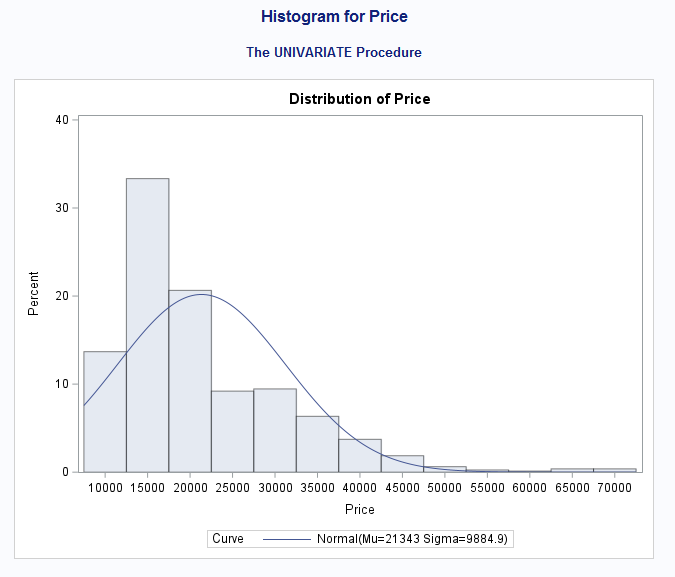 Histogram for Price
The UNIVARIATE Procedure
Distribution of Price
40
30
20
10
0
Percent
10000 15000 20000 25000 30000 35000 40000 45000 50000 55000 60000 65000 70000
Price
Curve Normal(Mu=21343 Sigma=9884.9)